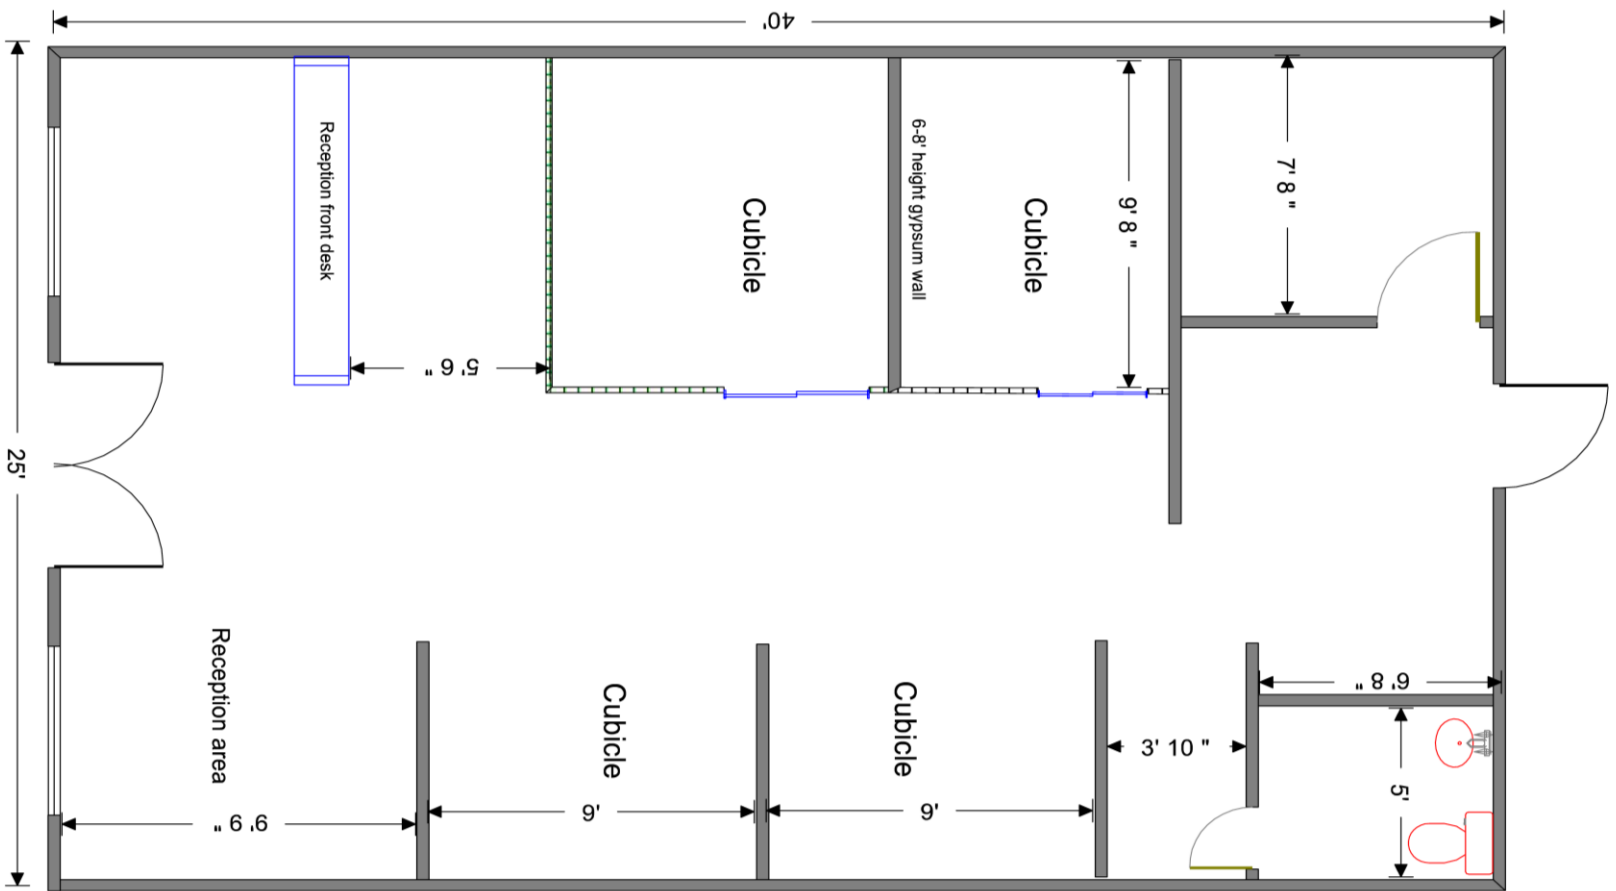 40'
25'
Reception front desk
5' 6 "
Cubicle
6-8' height gypsum wall
Cubicle
9' 8 "
7' 8 "
Reception area
9' 9 "
Cubicle
9'
Cubicle
9'
3' 10 "
6' 8 "
5'